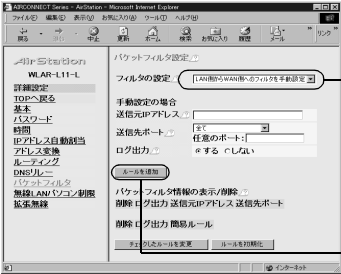 AIRCONNECT Series - AirStation - Microsoft Internet Explorer
ファイル(F) 編集(E) 表示(V) お気に入り(A) ツール(T) ヘルプ(H)
戻る 進む 中止 更新 ホーム 検索 お気に入り 履歴 メール リンク
AirStation
WLAR-L11-L
詳細設定
TOPへ戻る
基本
パスワード
時間
IPアドレス自動割当
アドレス変換
ルーティング
DNSリレー
パケットフィルタ
無線LANパソコン制限
拡張無線
パケットフィルタ設定
フィルタの設定 LAN側からWAN側へのフィルタを手動設定
手動設定の場合
送信元IPアドレス
送信先ポート 全て
任意のポート:
ログ出力 する しない
ルールを追加
パケットフィルタ情報の表示/削除
削除 ログ出力 送信元IPアドレス 送信先ポート
削除 ログ出力 簡易ルール
チェックしたルールを変更 ルールを初期化
インターネット